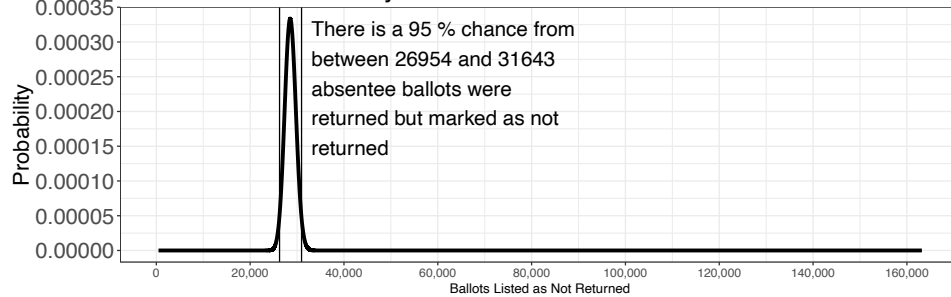 0.00035
0.00030
0.00025
0.00020
0.00015
0.00010
0.00005
0.00000
Probability
There is a 95 % chance from
between 26954 and 31643
absentee ballots were
returned but marked as not
returned
0 20,000 40,000 60,000 80,000 100,000 120,000 140,000 160,000
Ballots Listed as Not Returned